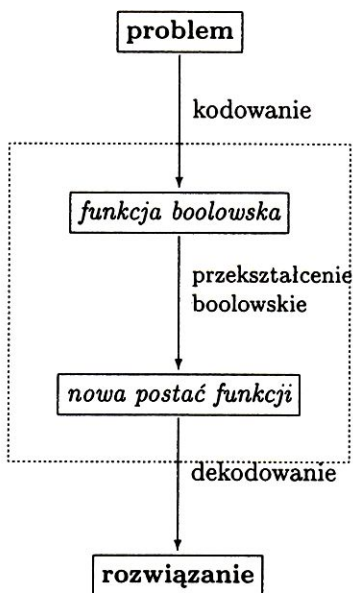 problem
kodowanie
funkcja boolowska
przekształcenie
boolowskie
nowa postać funkcji
dekodowanie
rozwiązanie